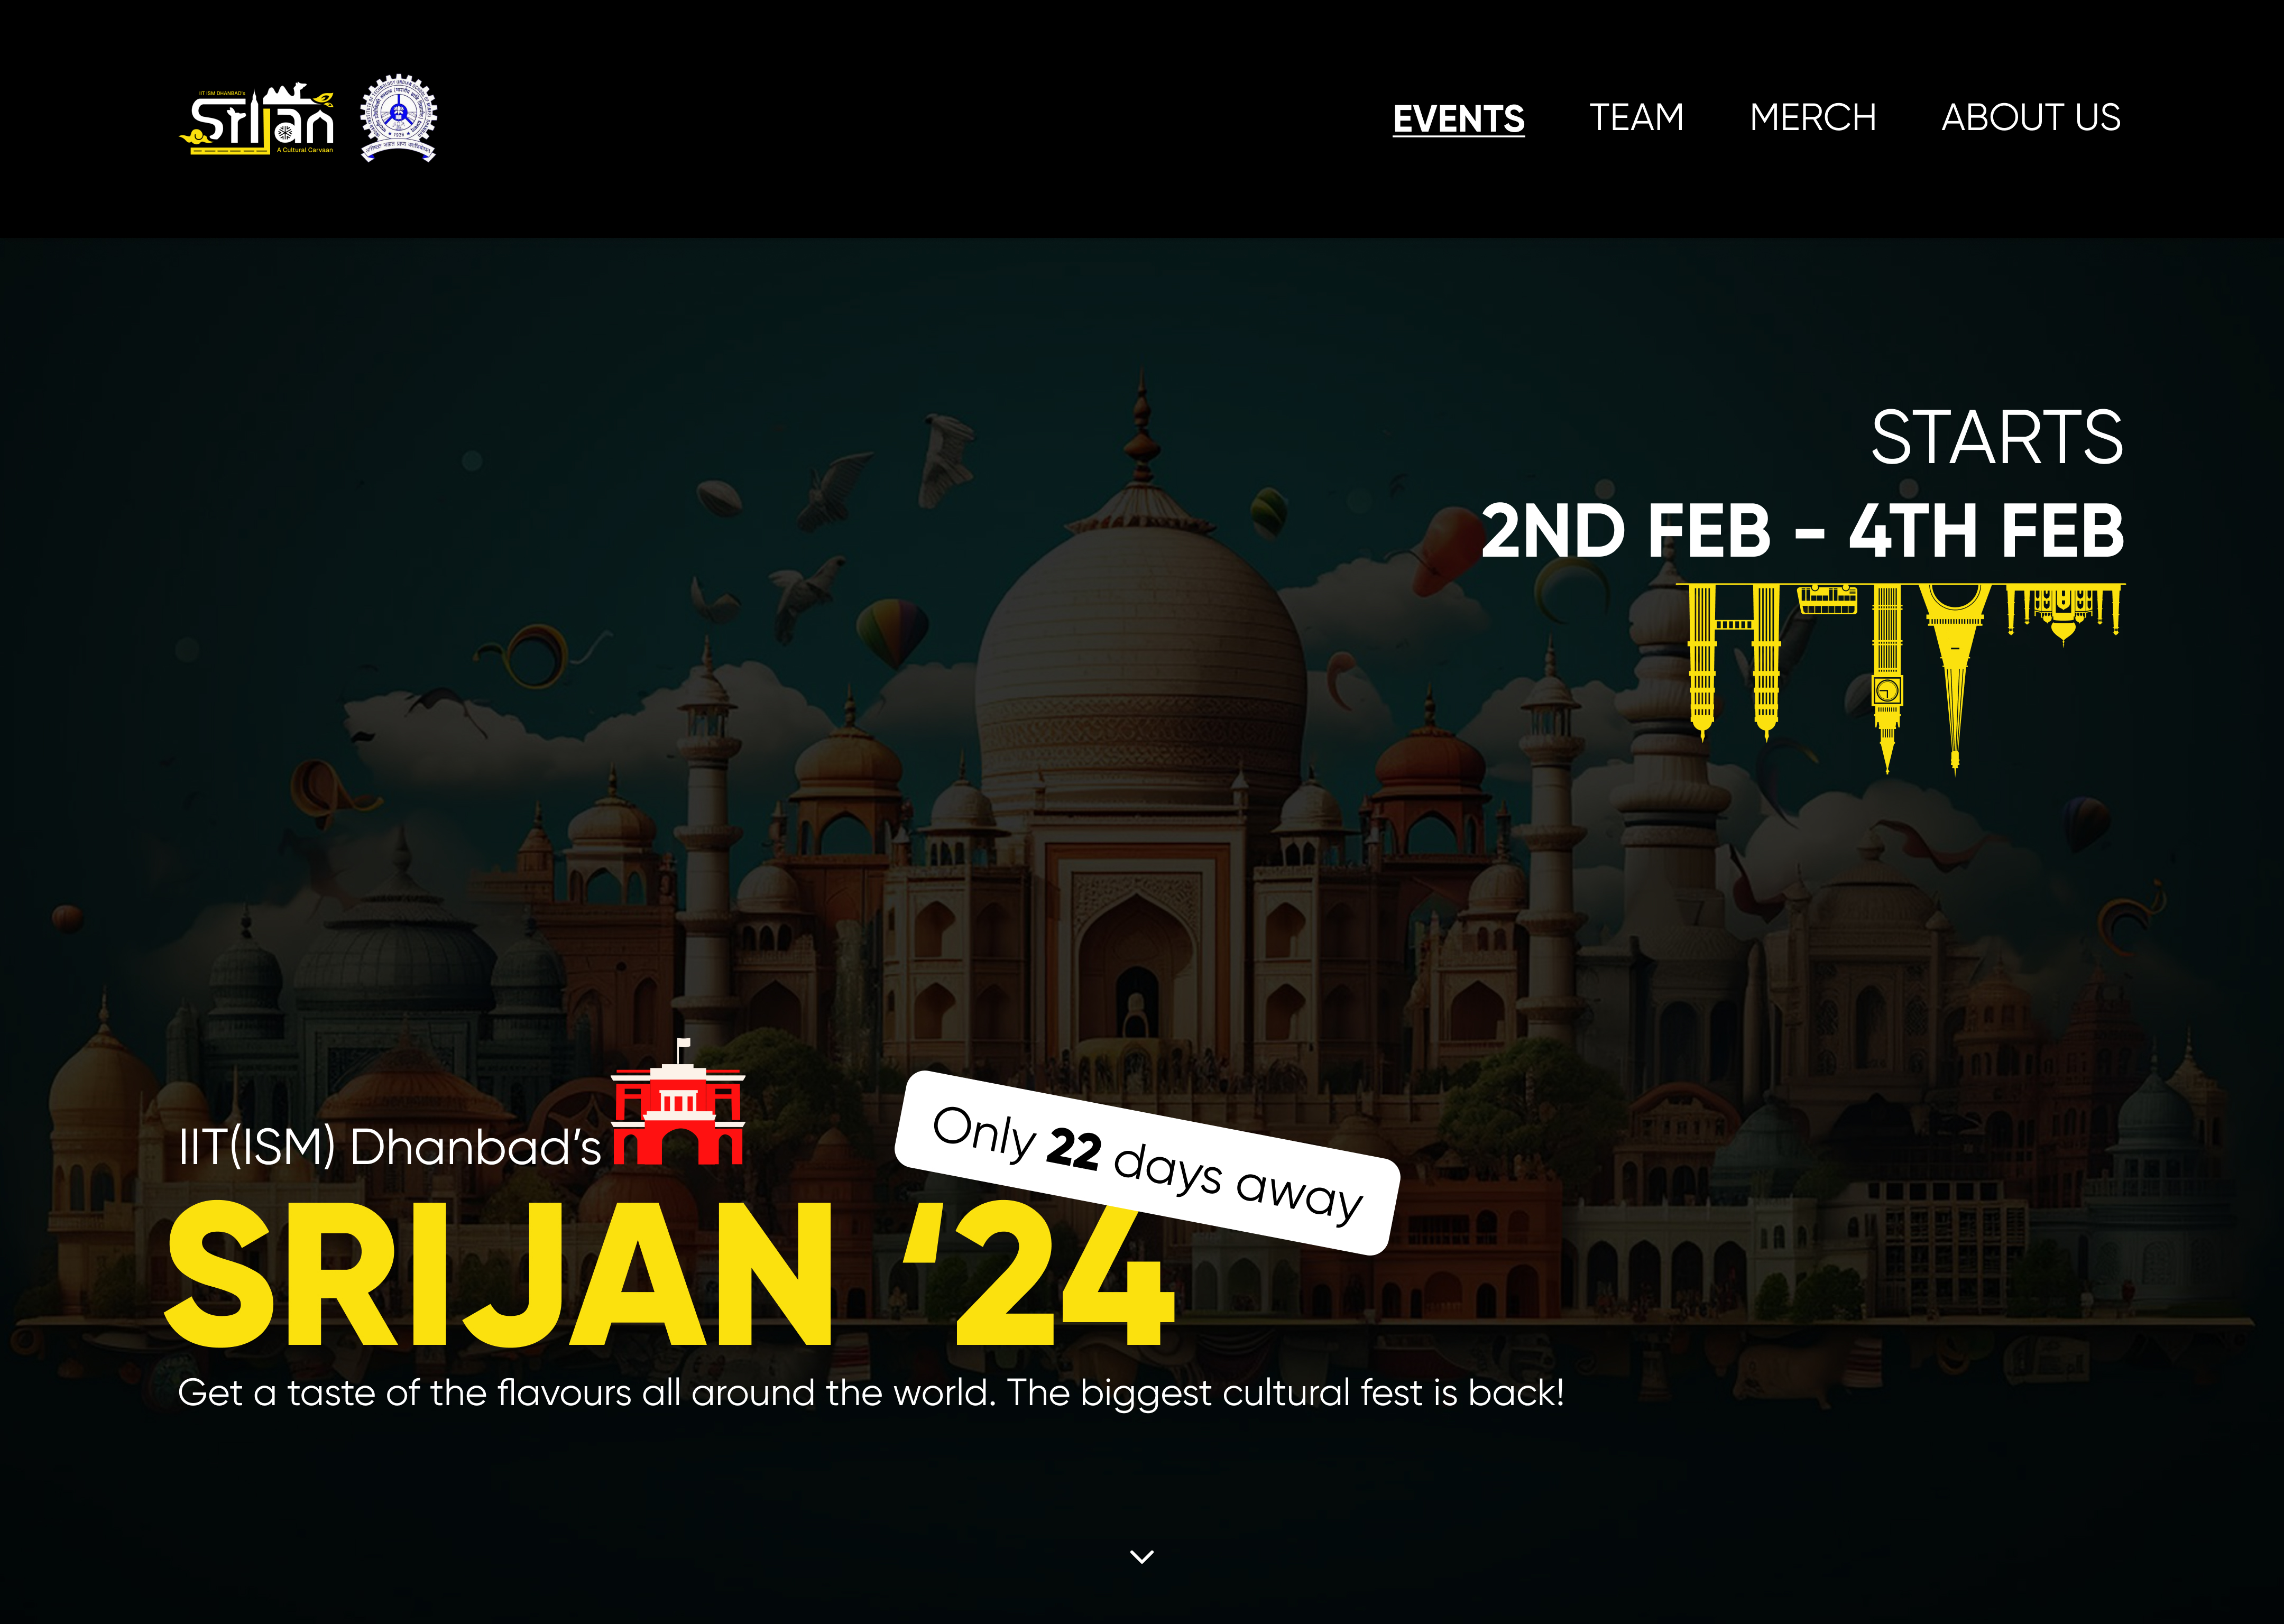 IIT ISM DHANBAD's
Srijan
A Cultural Carvaan
1926
EVENTS
TEAM
MERCH
ABOUT US
STARTS
2ND FEB - 4TH FEB
IIT(ISM) Dhanbad's
Only 22 days away
SRIJAN ‘24
Get a taste of the flavours all around the world. The biggest cultural fest is back!